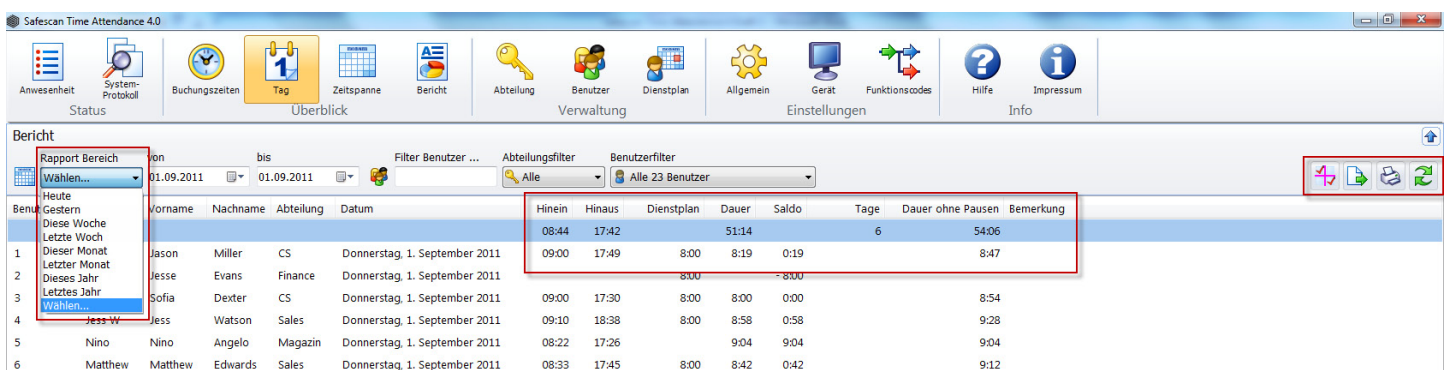 Safescan Time Attendance 4.0
Anwesenheit System-Protokoll Buchungszeiten Tag Zeitspanne Bericht Abteilung Benutzer Dienstplan Allgemein Gerät Funktionscodes Hilfe Impressum
Status Überblick Verwaltung Einstellungen Info
Bericht
Rapport Bereich von bis Filter Benutzer ... Abteilungsfilter Benutzerfilter
Wählen... 01.09.2011 01.09.2011 Alle Alle 23 Benutzer
Heute
Gestern
Diese Woche
Letzte Woch
Dieser Monat
Letzter Monat
Dieses Jahr
Letztes Jahr
Wählen...
Benut Vorname Nachname Abteilung Datum Hinein Hinaus Dienstplan Dauer Saldo Tage Dauer ohne Pausen Bemerkung
08:44 17:42 51:14 6 54:06
1 Jason Miller CS Donnerstag, 1. September 2011 09:00 17:49 8:00 8:19 0:19 8:47
2 Jesse Evans Finance Donnerstag, 1. September 2011 8:00 - 8:00
3 Sofia Dexter CS Donnerstag, 1. September 2011 09:00 17:30 8:00 8:00 0:00 8:54
4 Jess W Jess Watson Sales Donnerstag, 1. September 2011 09:10 18:38 8:00 8:58 0:58 9:28
5 Nino Nino Angelo Magazin Donnerstag, 1. September 2011 08:22 17:26 9:04 9:04 9:04
6 Matthew Matthew Edwards Sales Donnerstag, 1. September 2011 08:33 17:45 8:00 8:42 0:42 9:12